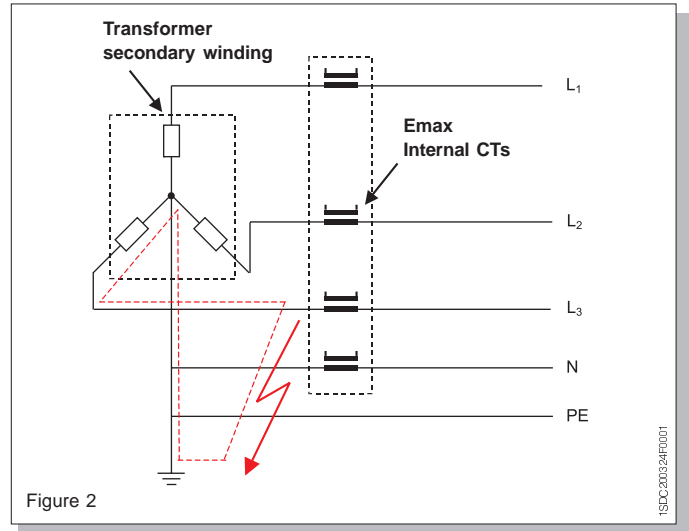 Transformer
secondary winding
L1
Emax
Internal CTs
L2
L3
N
PE
Figure 2
1SDC200324F0001